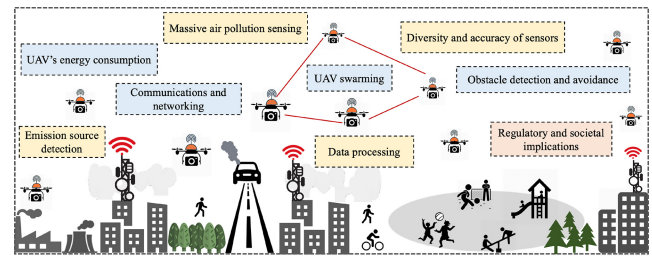 Massive air pollution sensing
Diversity and accuracy of sensors
UAV's energy consumption
UAV swarming
Obstacle detection and avoidance
Communications and
networking
Emission source
detection
Data processing
Regulatory and societal
implications